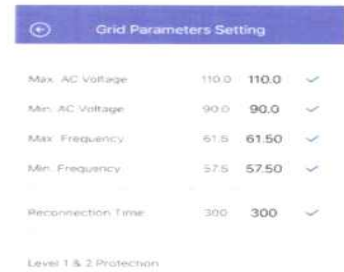 Grid Parameters Setting
Max. AC Voltage 110.0 110.0
Min. AC Voltage 90.0 90.0
Max. Frequency 61.5 61.50
Min. Frequency 57.5 57.50
Reconnection Time 300 300
Level 1 & 2 Protection